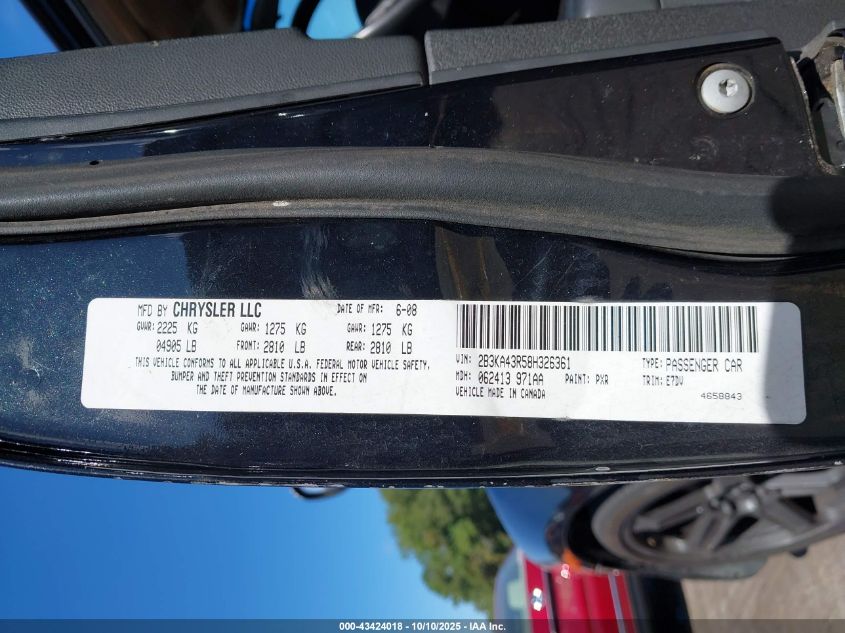 MFD BY CHRYSLER LLC DATE OF MFR: 6-08
GVWR: 2225 KG GAWR: 1275 KG GAWR: 1275 KG
04905 LB FRONT: 2810 LB REAR: 2810 LB
THIS VEHICLE CONFORMS TO ALL APPLICABLE U.S.A. FEDERAL MOTOR VEHICLE SAFETY,
BUMPER AND THEFT PREVENTION STANDARDS IN EFFECT ON
THE DATE OF MANUFACTURE SHOWN ABOVE.
VIN: 2B3KA43R58H326361 TYPE: PASSENGER CAR
MDH: 062413 971AA PAINT: PXR TRIM: E7DV
VEHICLE MADE IN CANADA 4658843
000-43424018 - 10/10/2025 - IAA Inc.